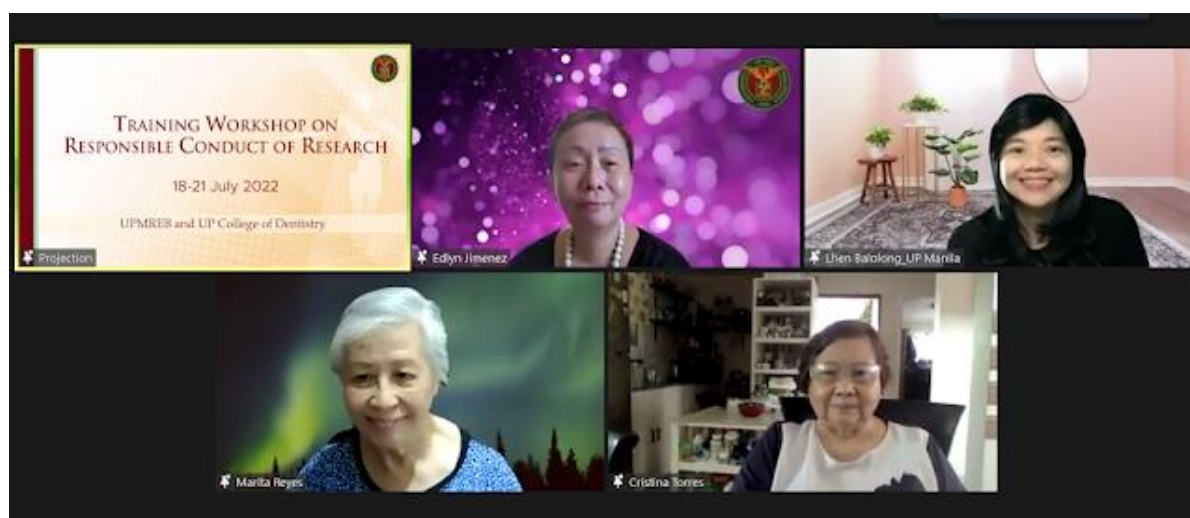 TRAINING WORKSHOP ON
RESPONSIBLE CONDUCT OF RESEARCH
18-21 July 2022
UPMREB and UP College of Dentistry
Projection
Edlyn Jimenez
Lhen Balolong_UP Manila
Marita Reyes
Cristina Torres